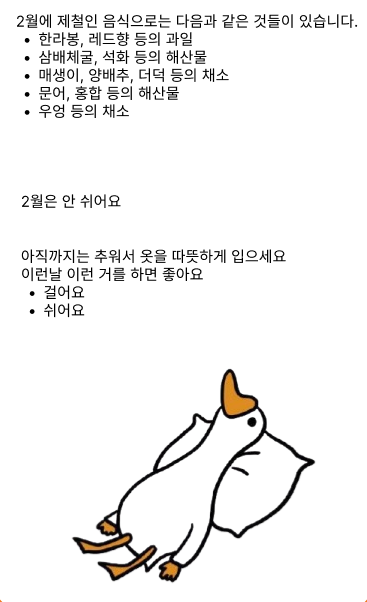 2월에 제철인 음식으로는 다음과 같은 것들이 있습니다.
• 한라봉, 레드향 등의 과일
• 삼배체굴, 석화 등의 해산물
• 매생이, 양배추, 더덕 등의 채소
• 문어, 홍합 등의 해산물
• 우엉 등의 채소
2월은 안 쉬어요
아직까지는 추워서 옷을 따뜻하게 입으세요
이런날 이런 거를 하면 좋아요
• 걸어요
• 쉬어요